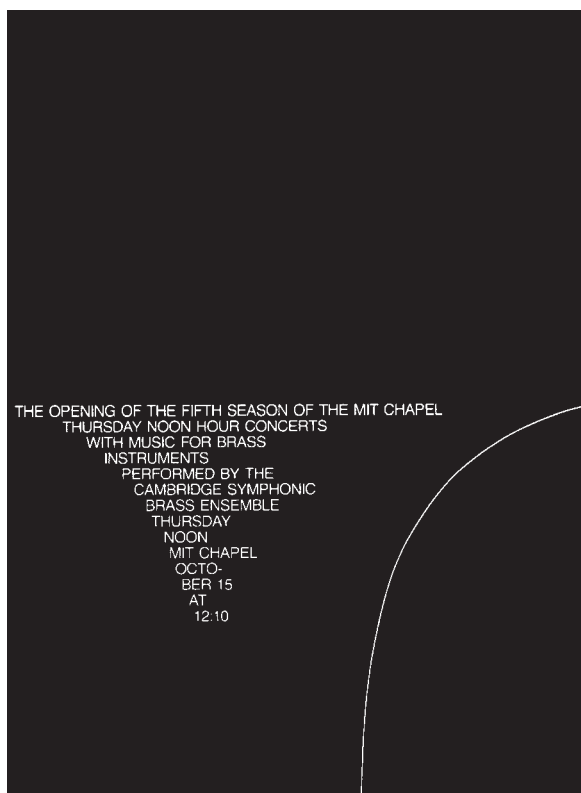 THE OPENING OF THE FIFTH SEASON OF THE MIT CHAPEL
THURSDAY NOON HOUR CONCERTS
WITH MUSIC FOR BRASS
INSTRUMENTS
PERFORMED BY THE
CAMBRIDGE SYMPHONIC
BRASS ENSEMBLE
THURSDAY
NOON
MIT CHAPEL
OCTO-
BER 15
AT
12:10